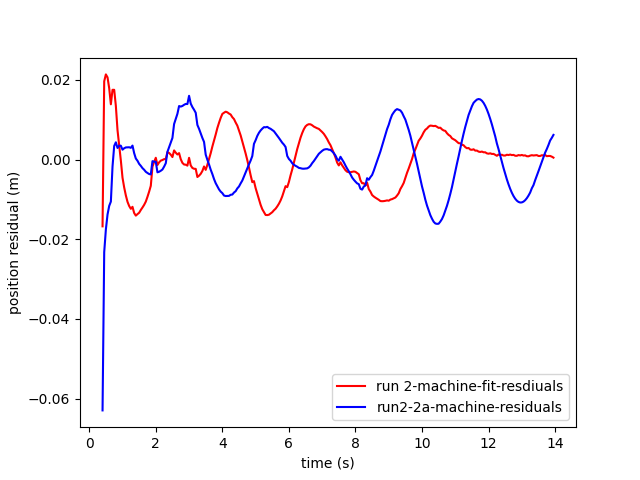 0.02
0.00
−0.02
−0.04
−0.06
position residual (m)
run 2-machine-fit-resdiuals
run2-2a-machine-residuals
0 2 4 6 8 10 12 14
time (s)